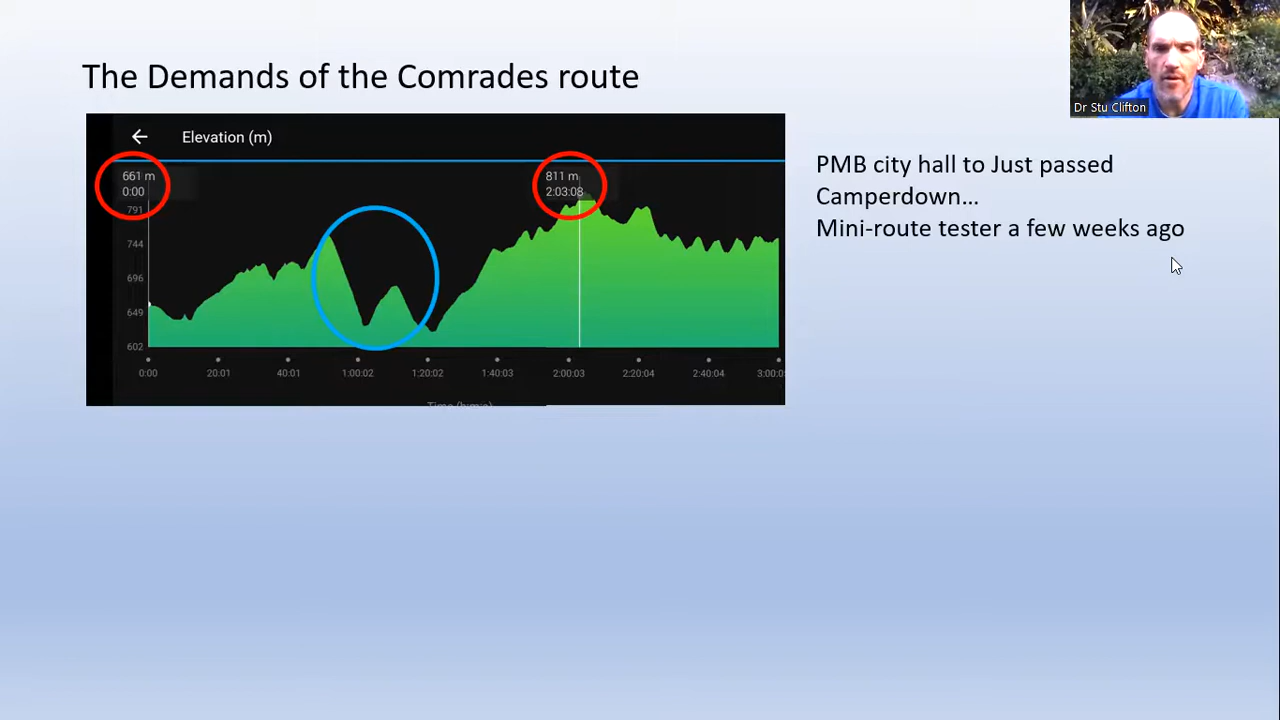 Dr Stu Clifton
The Demands of the Comrades route
Elevation (m)
661 m
0:00
811 m
2:03:08
791
744
696
649
602
0:00 20:01 40:01 1:00:02 1:20:02 1:40:03 2:00:03 2:20:04 2:40:04 3:00:0
PMB city hall to Just passed
Camperdown...
Mini-route tester a few weeks ago